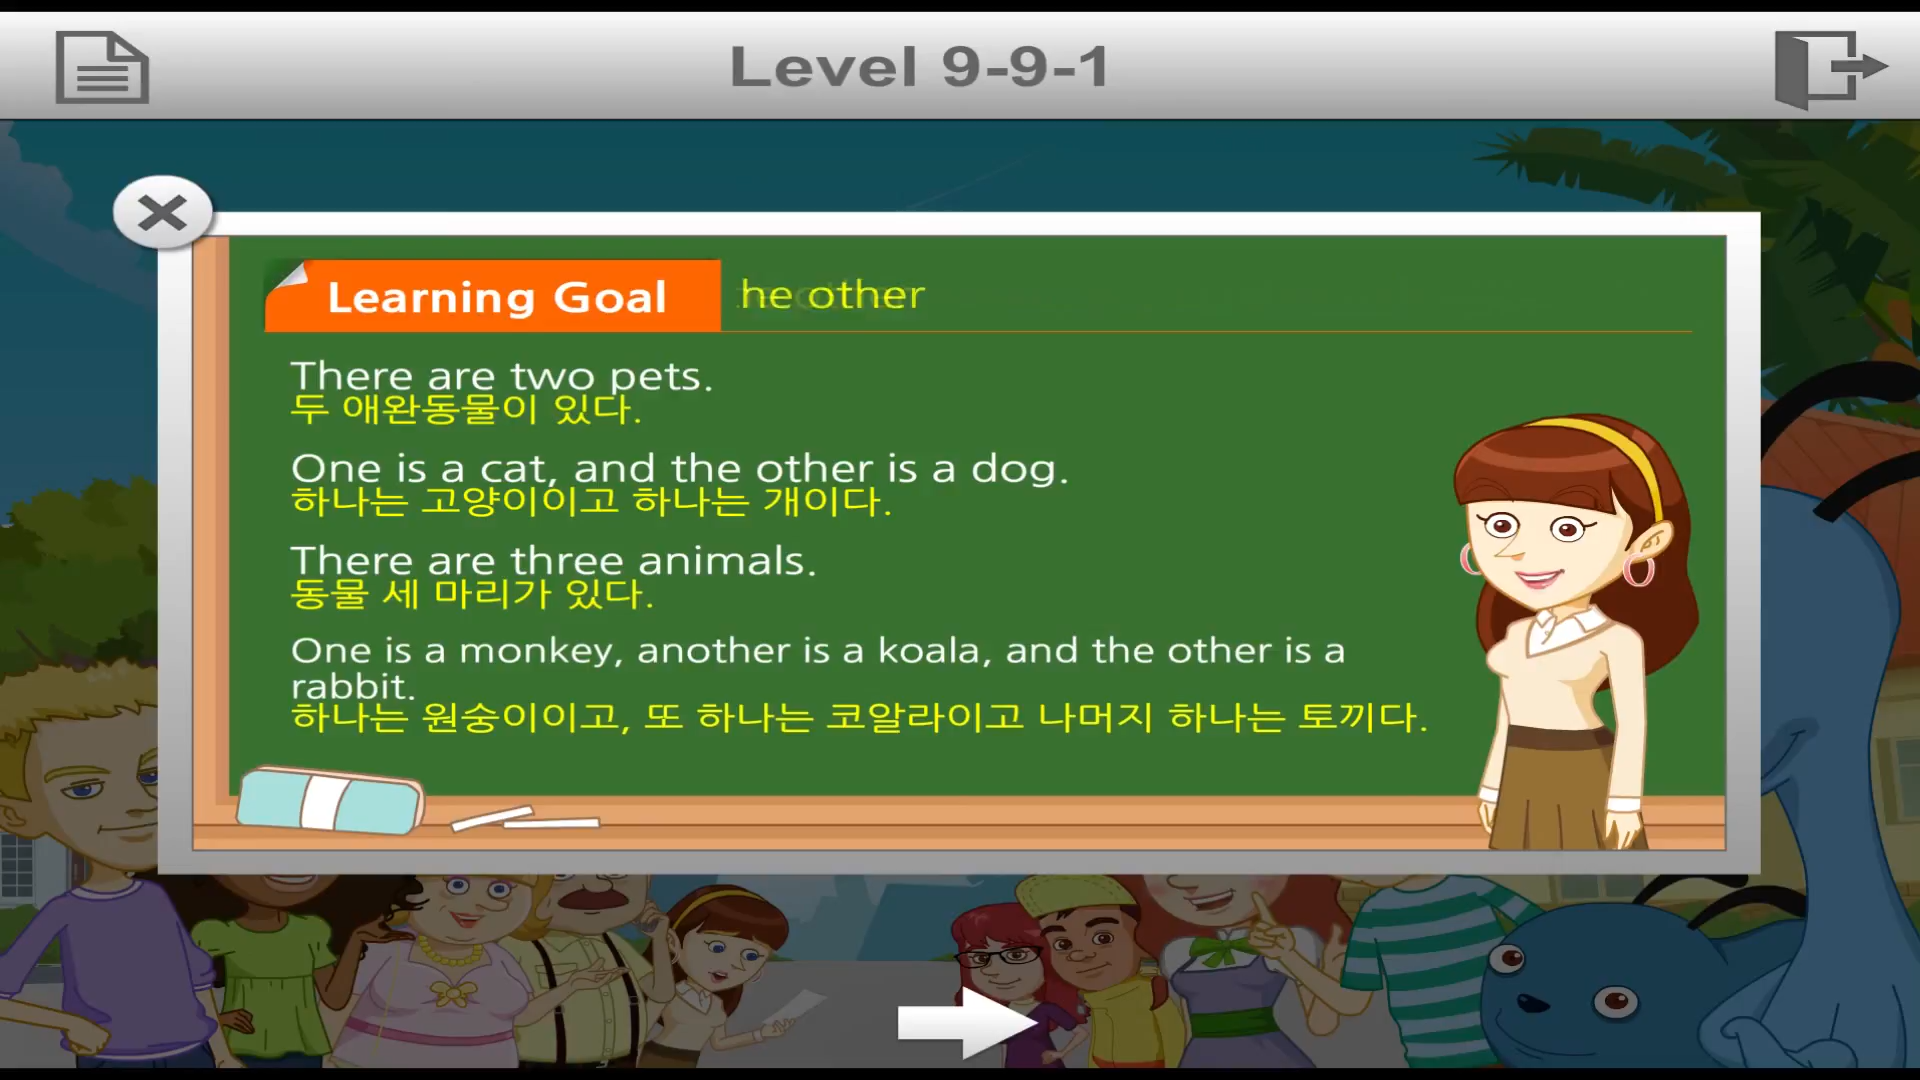 Level 9-9-1
Learning Goal
he other
There are two pets.
두 애완동물이 있다.
One is a cat, and the other is a dog.
하나는 고양이이고 하나는 개이다.
There are three animals.
동물 세 마리가 있다.
One is a monkey, another is a koala, and the other is a
rabbit.
하나는 원숭이이고, 또 하나는 코알라이고 나머지 하나는 토끼다.